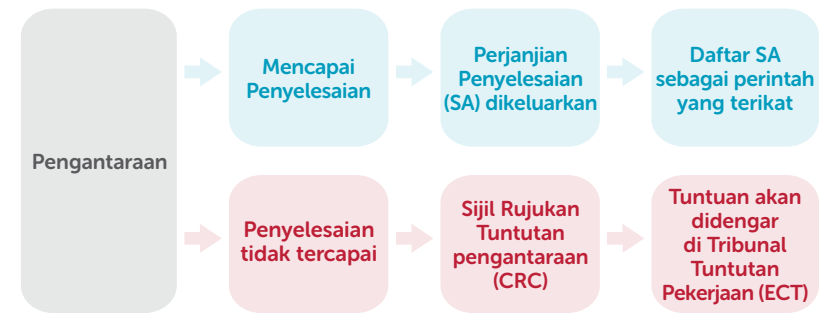 Pengantaraan
Mencapai
Penyelesaian
Perjanjian
Penyelesaian
(SA) dikeluarkan
Daftar SA
sebagai perintah
yang terikat
Penyelesaian
tidak tercapai
Sijil Rujukan
Tuntutan
pengantaraan
(CRC)
Tuntuan akan
didengar
di Tribunal
Tuntutan
Pekerjaan (ECT)